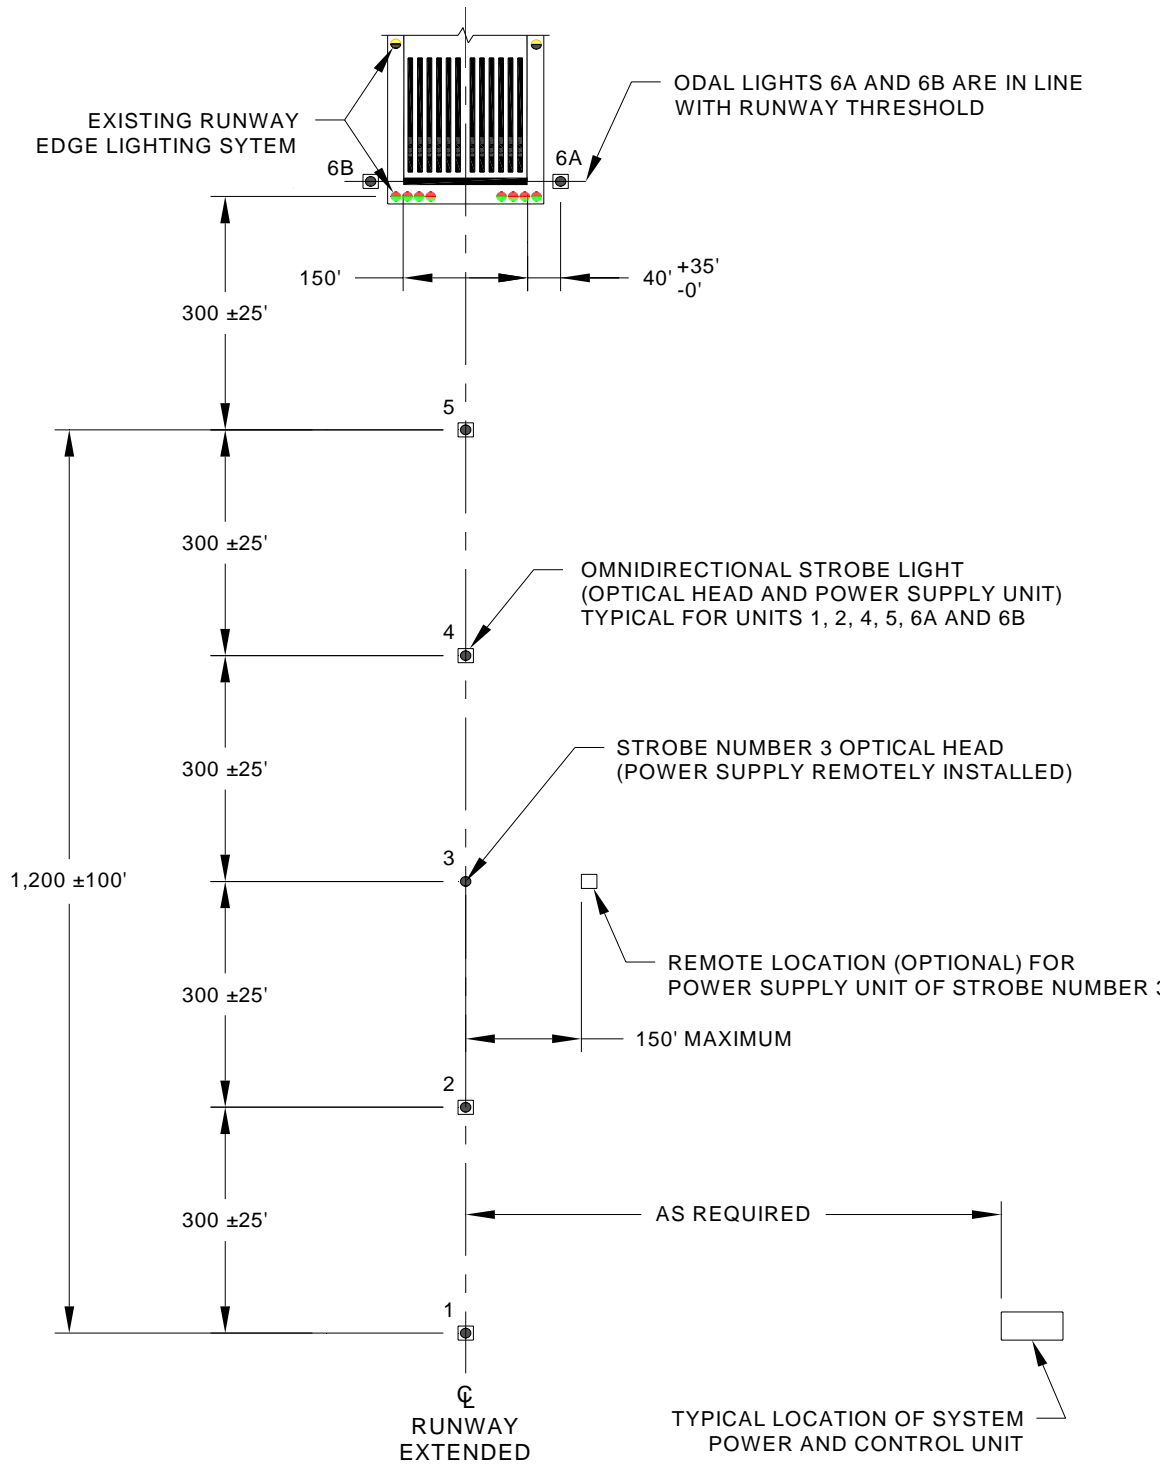 ODAL LIGHTS 6A AND 6B ARE IN LINE
WITH RUNWAY THRESHOLD
EXISTING RUNWAY
EDGE LIGHTING SYTEM
6B
6A
150'
40' +35'
-0'
300 ±25'
5
300 ±25'
OMNIDIRECTIONAL STROBE LIGHT
(OPTICAL HEAD AND POWER SUPPLY UNIT)
TYPICAL FOR UNITS 1, 2, 4, 5, 6A AND 6B
4
STROBE NUMBER 3 OPTICAL HEAD
(POWER SUPPLY REMOTELY INSTALLED)
300 ±25'
3
1,200 ±100'
REMOTE LOCATION (OPTIONAL) FOR
POWER SUPPLY UNIT OF STROBE NUMBER 3
300 ±25'
150' MAXIMUM
2
AS REQUIRED
300 ±25'
1
℄
RUNWAY
EXTENDED
TYPICAL LOCATION OF SYSTEM
POWER AND CONTROL UNIT